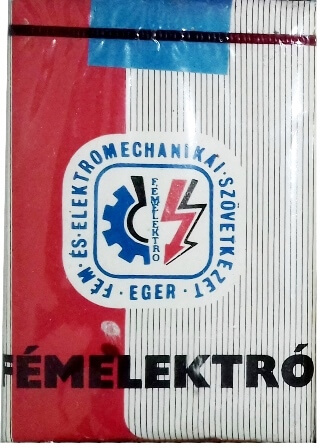 FÉM- ÉS ELEKTROMECHANIKAI · SZÖVETKEZET · EGER ·
FÉMELEKTRO
FÉMELEKTRÓ